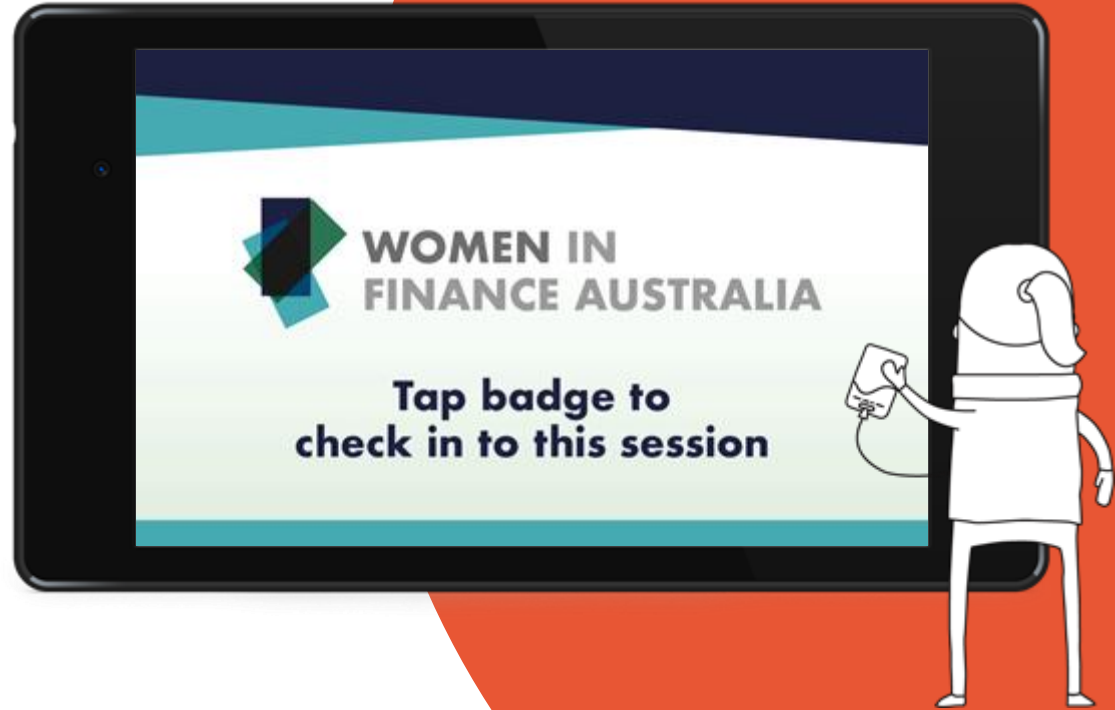 WOMEN IN
FINANCE AUSTRALIA
Tap badge to
check in to this session